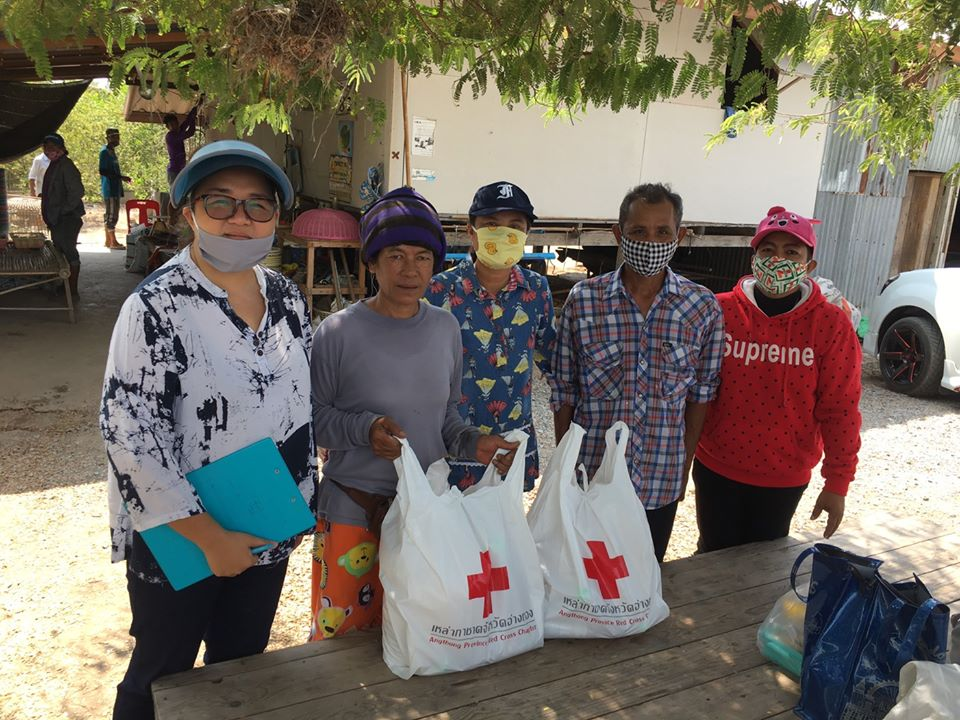 Supreme
เหล่ากาชาดจังหวัดอ่างทอง
Angthong Province Red Cross Chapter
เหล่ากาชาดจังหวัดอ่างทอง
Angthong Province Red Cross Chapter